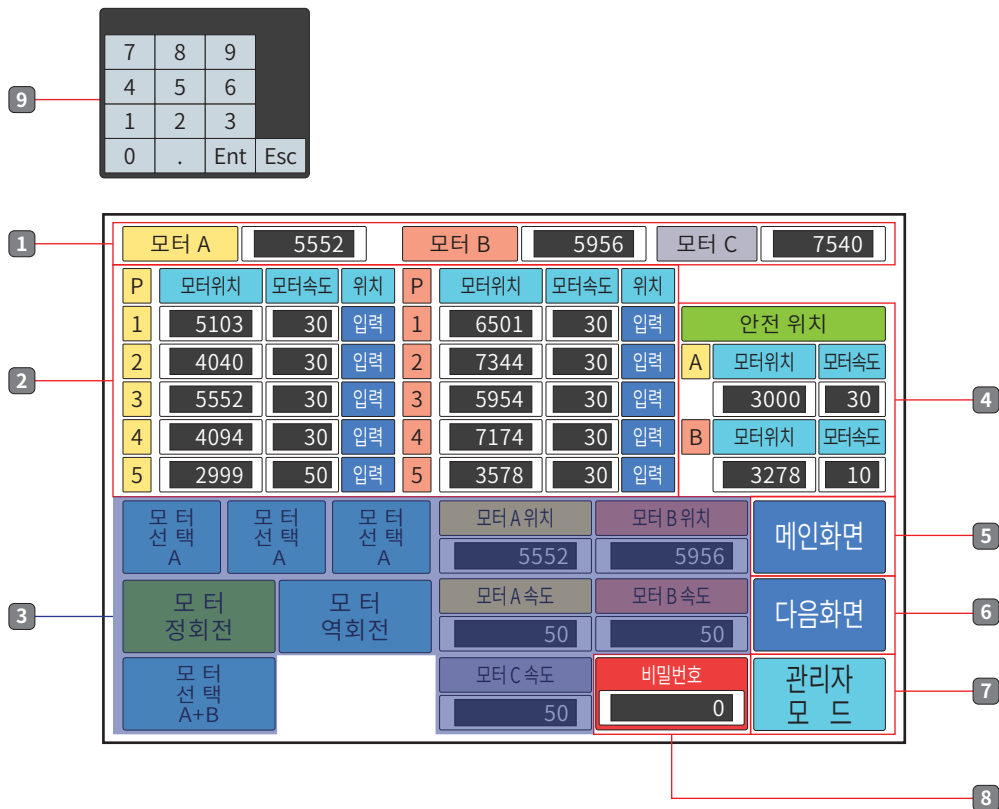 7 8 9
4 5 6
1 2 3
0 . Ent Esc
9
1
모터 A 5552 모터 B 5956 모터 C 7540
P 모터위치 모터속도 위치 P 모터위치 모터속도 위치
1 5103 30 입력 1 6501 30 입력
2 4040 30 입력 2 7344 30 입력
3 5552 30 입력 3 5954 30 입력
4 4094 30 입력 4 7174 30 입력
5 2999 50 입력 5 3578 30 입력
2
안전 위치
A 모터위치 모터속도
3000 30
B 모터위치 모터속도
3278 10
4
모 터
선 택
A
모 터
선 택
A
모 터
선 택
A
모터 A 위치 모터 B 위치
5552 5956
메인화면
5
3
모 터
정회전
모 터
역회전
모터 A 속도 모터 B 속도
50 50
다음화면
6
모 터
선 택
A+B
모터 C 속도
50
비밀번호
0
관리자
모 드
7
8